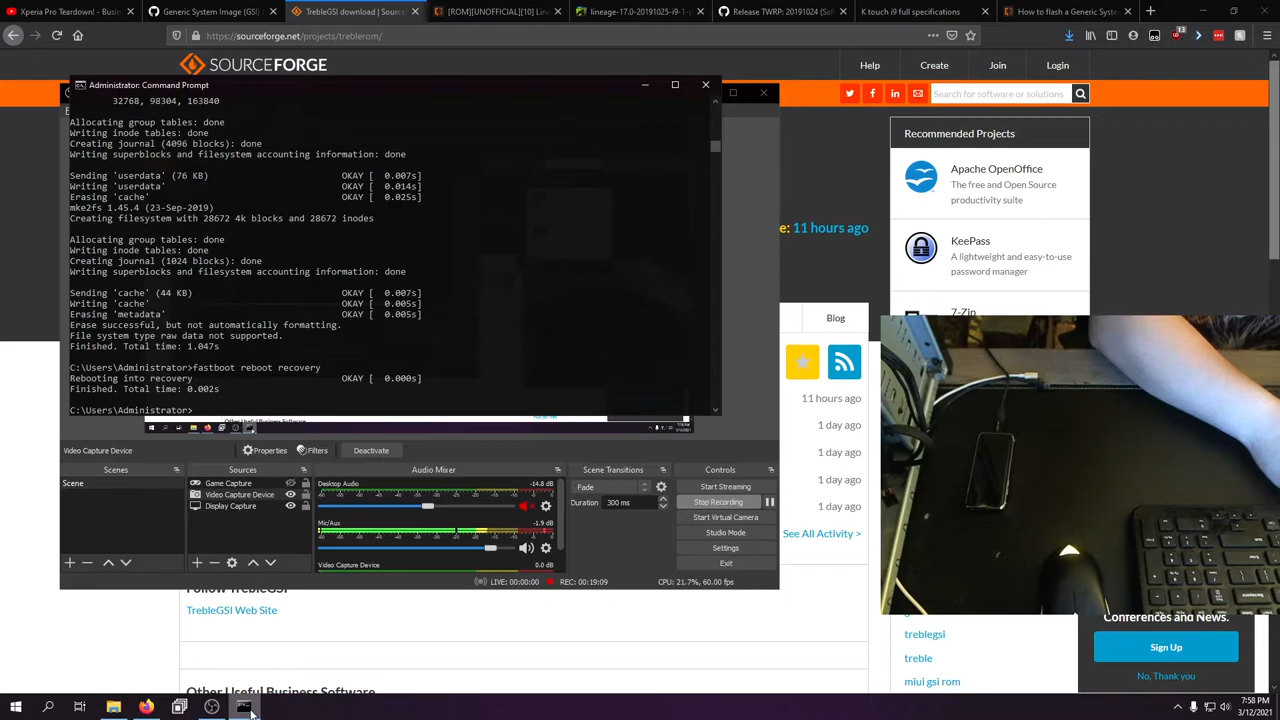 Xperia Pro Teardown! - Busines
Generic System Image (GSI) l
TrebleGSI download | Source
[ROM][UNOFFICIAL][10] Lin
lineage-17.0-20191025-i9-1-
Release TWRP: 20191024 (Sa
K touch i9 full specifications
How to flash a Generic Syste
https://sourceforge.net/projects/treblerom/
13
SOURCEFORGE
Help
Create
Join
Login
Search for software or solutions
Administrator: Command Prompt
32768, 98304, 163840
Allocating group tables: done
Writing inode tables: done
Creating journal (4096 blocks): done
Writing superblocks and filesystem accounting information: done
Sending 'userdata' (76 KB) OKAY [ 0.007s]
Writing 'userdata' OKAY [ 0.014s]
Erasing 'cache' OKAY [ 0.025s]
mke2fs 1.45.4 (23-Sep-2019)
Creating filesystem with 28672 4k blocks and 28672 inodes
Allocating group tables: done
Writing inode tables: done
Creating journal (1024 blocks): done
Writing superblocks and filesystem accounting information: done
Sending 'cache' (44 KB) OKAY [ 0.007s]
Writing 'cache' OKAY [ 0.005s]
Erasing 'metadata' OKAY [ 0.005s]
Erase successful, but not automatically formatting.
File system type raw data not supported.
Finished. Total time: 1.047s
C:\Users\Administrator>fastboot reboot recovery
Rebooting into recovery OKAY [ 0.000s]
Finished. Total time: 0.002s
C:\Users\Administrator>
e: 11 hours ago
Recommended Projects
Apache OpenOffice
The free and Open Source
productivity suite
KeePass
A lightweight and easy-to-use
password manager
7-Zip
Blog
11 hours ago
1 day ago
1 day ago
1 day ago
1 day ago
See All Activity >
Video Capture Device
Properties
Filters
Deactivate
Scenes
Sources
Audio Mixer
Scene Transitions
Controls
Scene
Game Capture
Video Capture Device
Display Capture
Desktop Audio
-14.8 dB
Mic/Aux
-1.9 dB
Video Capture Device
0.0 dB
Fade
Duration
300 ms
Start Streaming
Stop Recording
Start Virtual Camera
Studio Mode
Settings
Exit
LIVE: 00:00:00
REC: 00:19:09
CPU: 21.7%, 60.00 fps
Follow TrebleGSI
TrebleGSI Web Site
Other Useful Business Software
treblegsi
treble
miui gsi rom
Conferences and News.
Sign Up
No, Thank you
7:58 PM
3/12/2021